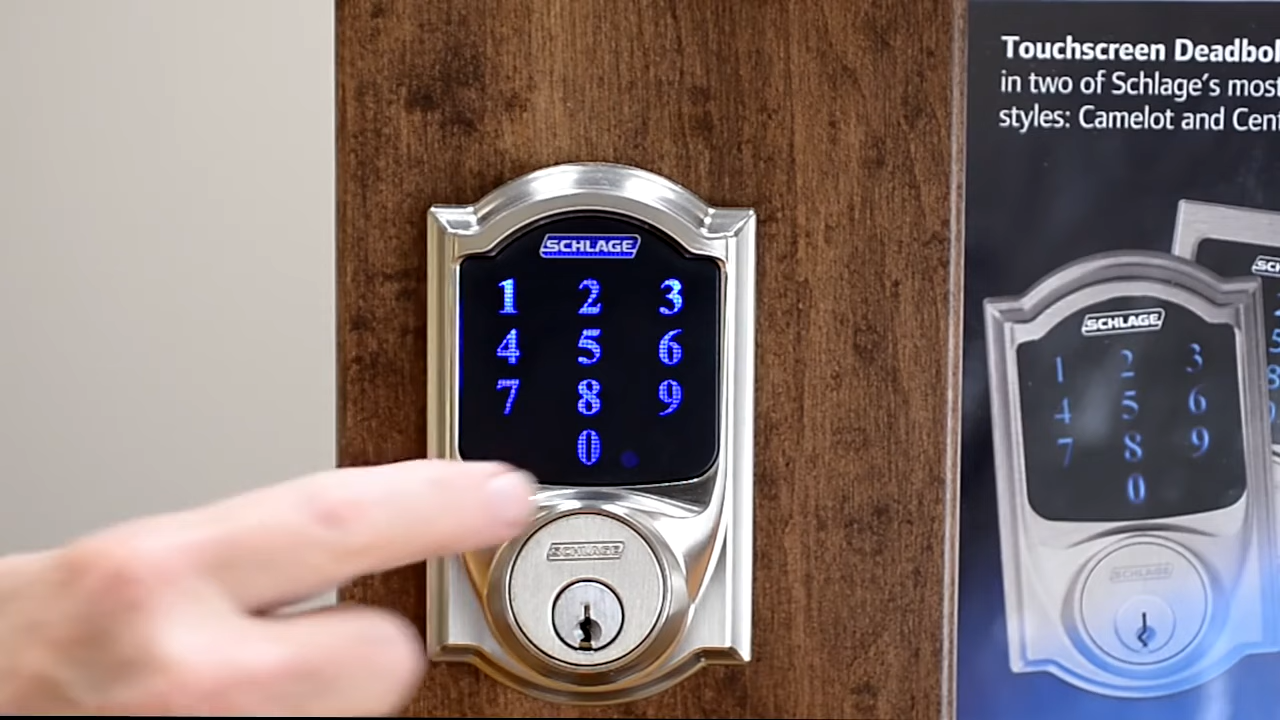 Touchscreen Deadbol
in two of Schlage's most
styles: Camelot and Cent
SCHLAGE
1 2 3
4 5 6
7 8 9
0
SCHLAGE
SCHLAGE
1 2 3
4 5 6
7 8 9
0
SCHLAGE